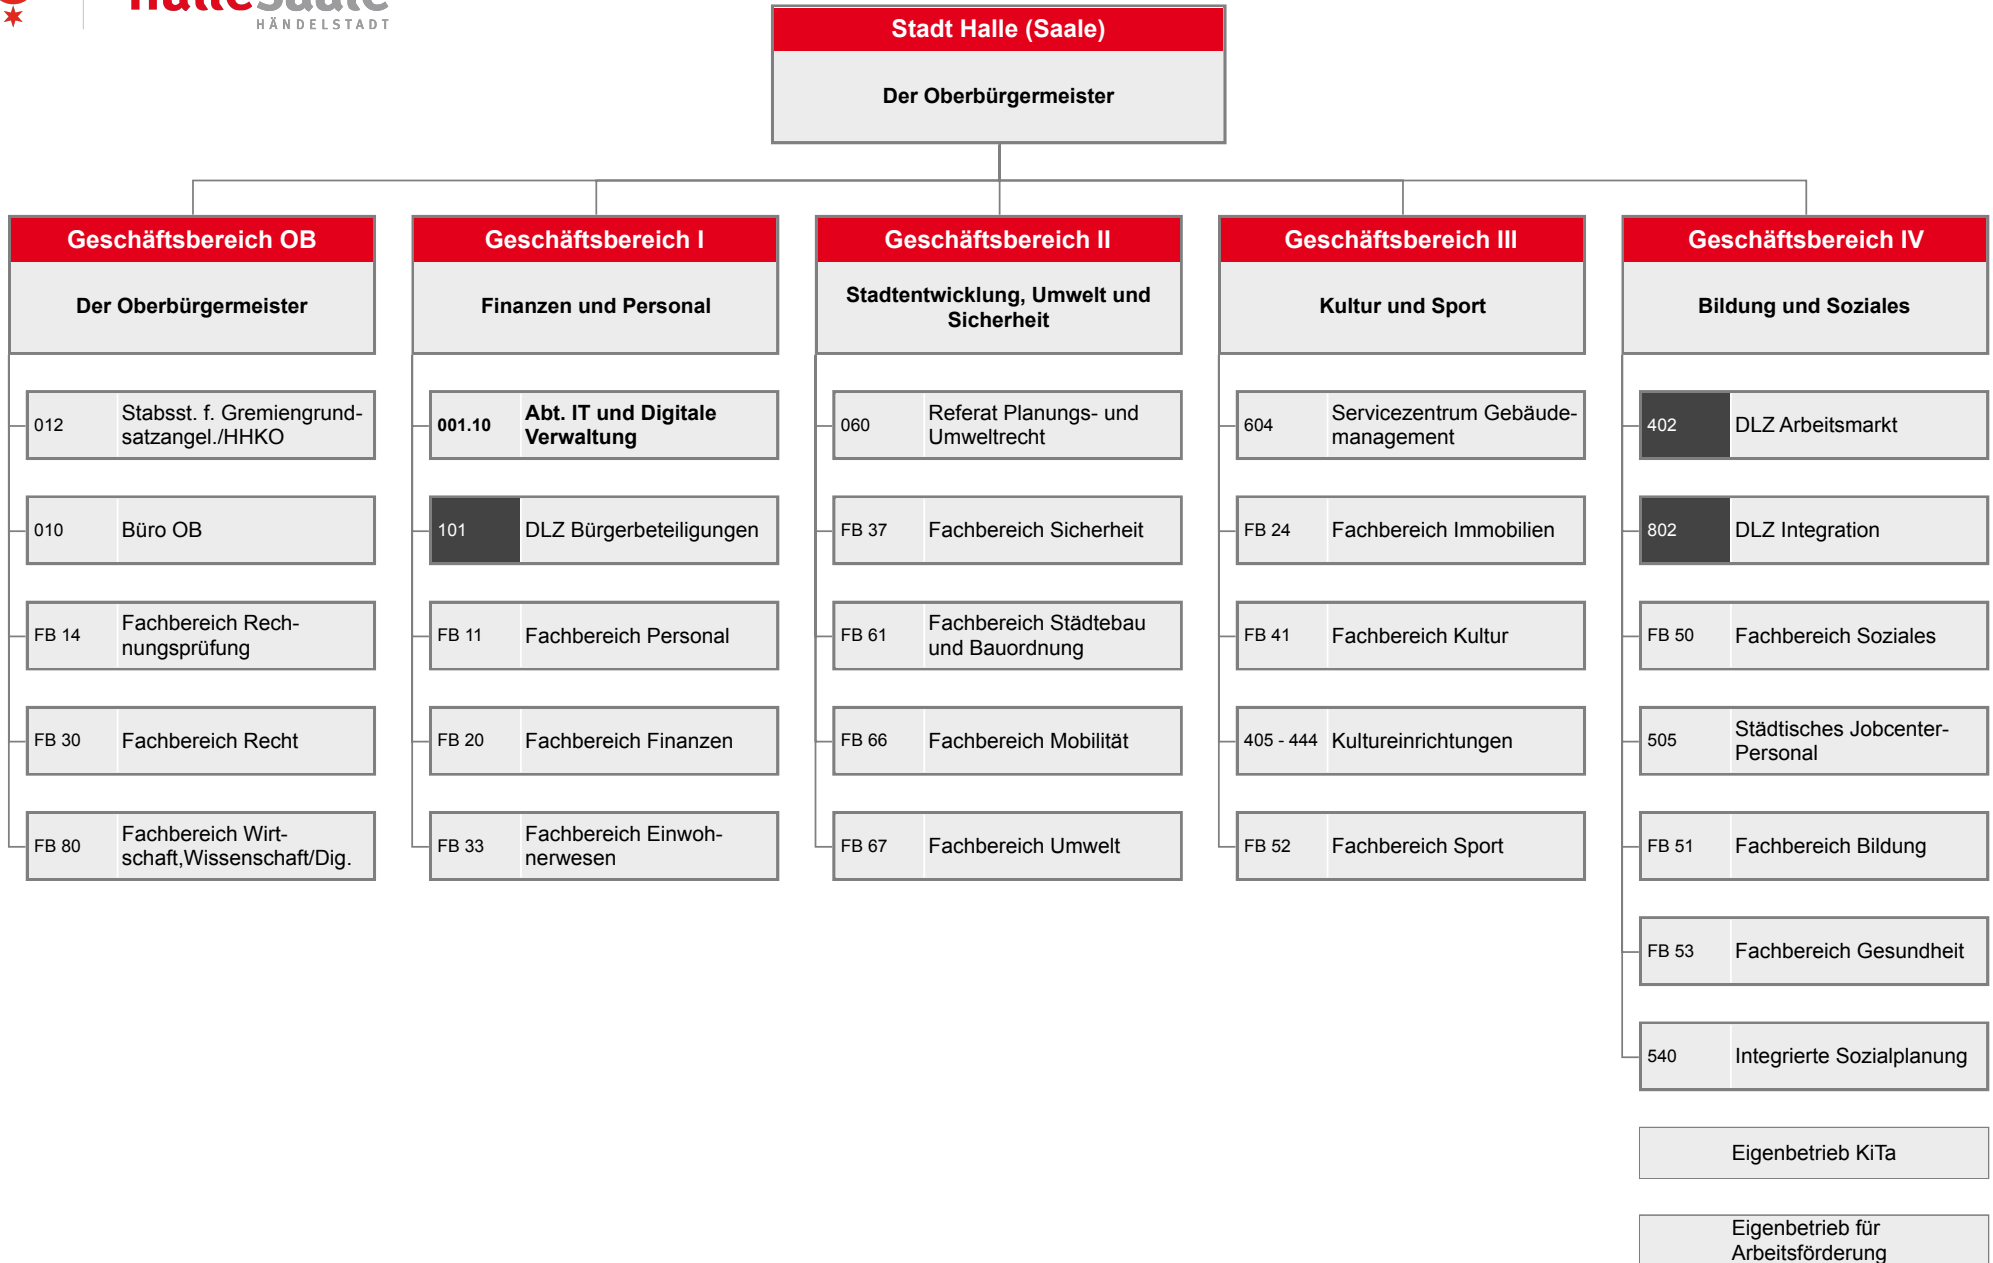 HalleSaale
HÄNDELSTADT
Stadt Halle (Saale)
Der Oberbürgermeister
Geschäftsbereich OB
Der Oberbürgermeister
012
Stabsst. f. Gremiengrund-
satzangel./HHKO
010
Büro OB
FB 14
Fachbereich Rech-
nungsprüfung
FB 30
Fachbereich Recht
FB 80
Fachbereich Wirt-
schaft,Wissenschaft/Dig.
Geschäftsbereich I
Finanzen und Personal
001.10
Abt. IT und Digitale
Verwaltung
101
DLZ Bürgerbeteiligungen
FB 11
Fachbereich Personal
FB 20
Fachbereich Finanzen
FB 33
Fachbereich Einwoh-
nerwesen
Geschäftsbereich II
Stadtentwicklung, Umwelt und
Sicherheit
060
Referat Planungs- und
Umweltrecht
FB 37
Fachbereich Sicherheit
FB 61
Fachbereich Städtebau
und Bauordnung
FB 66
Fachbereich Mobilität
FB 67
Fachbereich Umwelt
Geschäftsbereich III
Kultur und Sport
604
Servicezentrum Gebäude-
management
FB 24
Fachbereich Immobilien
FB 41
Fachbereich Kultur
405 - 444
Kultureinrichtungen
FB 52
Fachbereich Sport
Geschäftsbereich IV
Bildung und Soziales
402
DLZ Arbeitsmarkt
802
DLZ Integration
FB 50
Fachbereich Soziales
505
Städtisches Jobcenter-
Personal
FB 51
Fachbereich Bildung
FB 53
Fachbereich Gesundheit
540
Integrierte Sozialplanung
Eigenbetrieb KiTa
Eigenbetrieb für
Arbeitsförderung